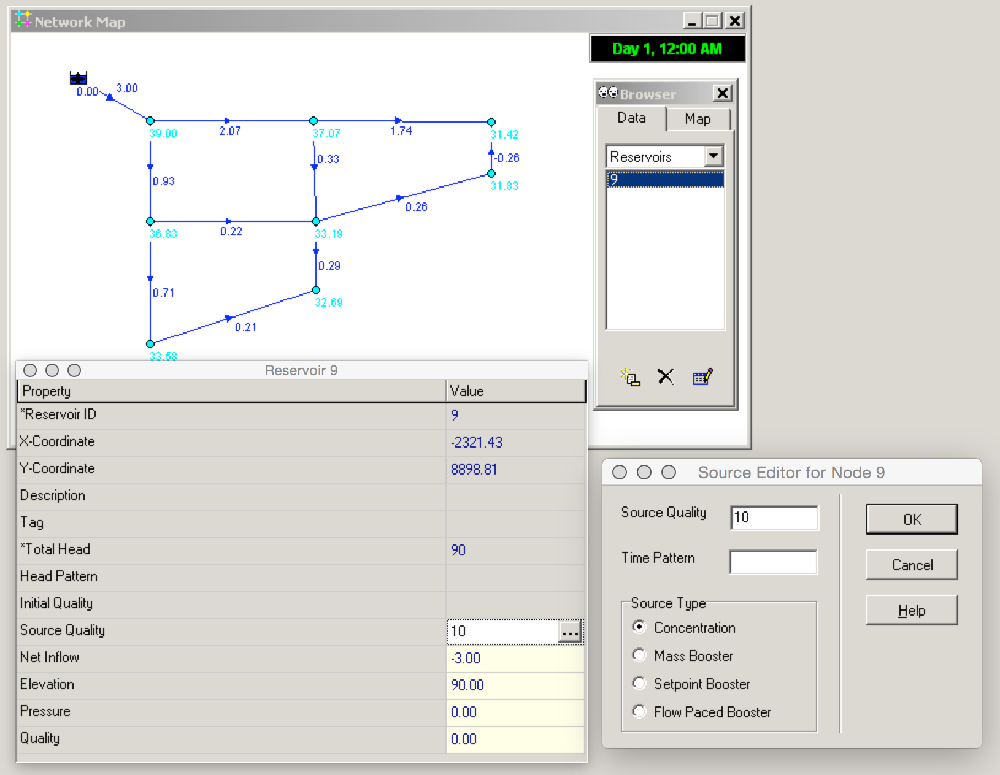 Network Map
Day 1, 12:00 AM
0.00
3.00
39.00
2.07
37.07
1.74
31.42
0.93
0.33
-0.26
31.83
0.26
36.83
0.22
33.19
0.29
0.71
32.69
0.21
33.58
Browser
Data
Map
Reservoirs
9
Reservoir 9
Property Value
*Reservoir ID 9
X-Coordinate -2321.43
Y-Coordinate 8898.81
Description
Tag
*Total Head 90
Head Pattern
Initial Quality
Source Quality 10 ...
Net Inflow -3.00
Elevation 90.00
Pressure 0.00
Quality 0.00
Source Editor for Node 9
Source Quality 10
Time Pattern
Source Type
Concentration
Mass Booster
Setpoint Booster
Flow Paced Booster
OK
Cancel
Help